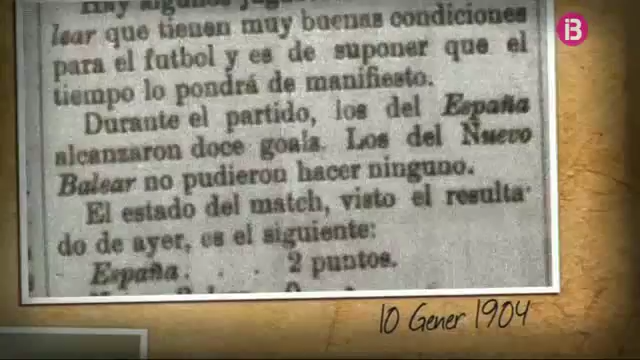 Hay algunos
lear que tienen muy buenas condiciones
para el futbol y es de suponer que el
tiempo lo pondrá de manifiesto.
Durante el partido, los del España
alcanzaron doce goals. Los del Nuevo
Balear no pudieron hacer ninguno.
El estado del match, visto el resulta-
do de ayer, es el siguiente:
España. . . 2 puntos.
10 Gener 1904